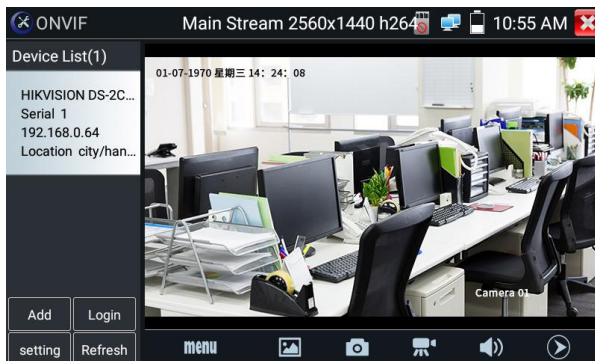 ONVIF
Main Stream 2560x1440 h264
10:55 AM
Device List(1)
HIKVISION DS-2C...
Serial 1
192.168.0.64
Location city/han...
01-07-1970 星期三 14: 24: 08
Camera 01
Add
Login
setting
Refresh
menu